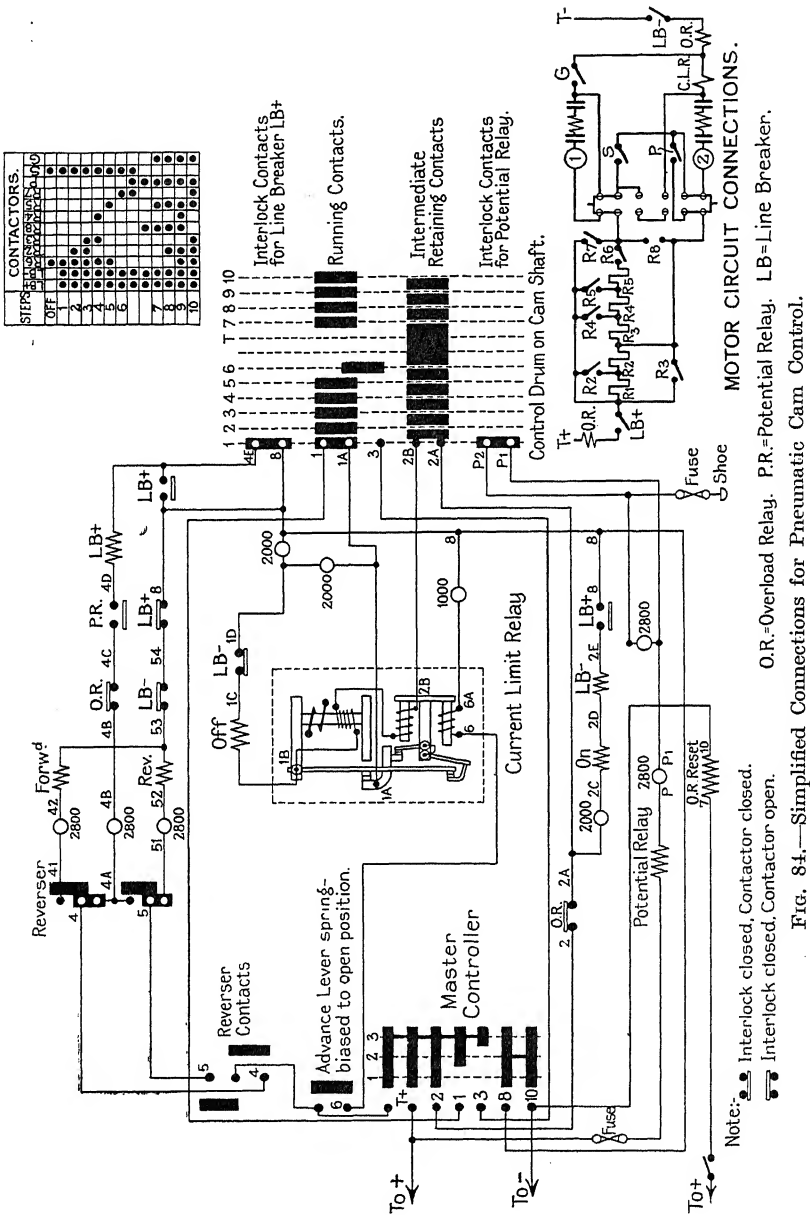 CONTACTORS.
STEPS
OFF
1
2
3
4
5
6
7
8
9
10
Interlock Contacts
for Line Breaker LB+
Running Contacts.
Intermediate
Retaining Contacts
Interlock Contacts
for Potential Relay.
1 2 3 4 5 6 T 7 8 9 10
Control Drum on Cam Shaft.
4E
8
1
1A
3
2B
2A
P2
P1
Fuse
Shoe
Reverser
Forwd
41 42
2800
4
4A 4B
2800
5
51 52
2800
Rev.
O.R.
4B 4C
P.R.
4D
LB+
LB+
LB-
53 54
LB+
8
2000
2000
1000
8
Off
1C
LB-
1D
1B
1A
2B
6 6A
Current Limit Relay
Reverser
Contacts
5
4
Advance Lever spring-
biased to open position.
6
Master
Controller
1 2 3
T+
2
1
3
8
10
To +
To -
To +
Fuse
O.R.
2 2A
2000
2C On 2D
LB-
2E
LB+
8
8
Potential Relay
2800
P P1
2800
O.R. Reset
7 10
T+
O.R.
LB+
R1 R2 R3 R4 R5
R2
R4
R5
R7
R6
R8
R3
1
2
S
P
G
C.L.R.
O.R.
LB-
T-
MOTOR CIRCUIT CONNECTIONS.
Note:- Interlock closed, Contactor closed.
Interlock closed, Contactor open.
O.R.=Overload Relay. P.R.=Potential Relay. LB=Line Breaker.
FIG. 84.—Simplified Connections for Pneumatic Cam Control.